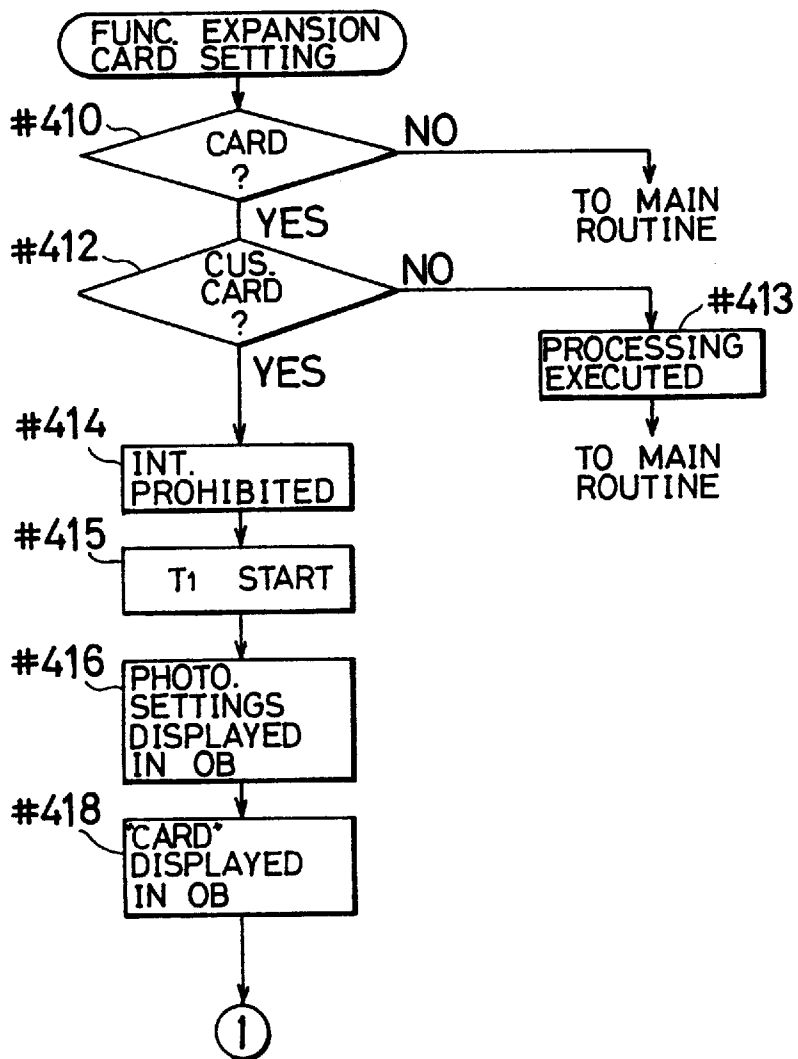 FUNC. EXPANSION
CARD SETTING
#410
CARD
?
NO
TO MAIN
ROUTINE
YES
#412
CUS.
CARD
?
NO
#413
PROCESSING
EXECUTED
TO MAIN
ROUTINE
YES
#414
INT.
PROHIBITED
#415
T1 START
#416
PHOTO.
SETTINGS
DISPLAYED
IN OB
#418
"CARD"
DISPLAYED
IN OB
1